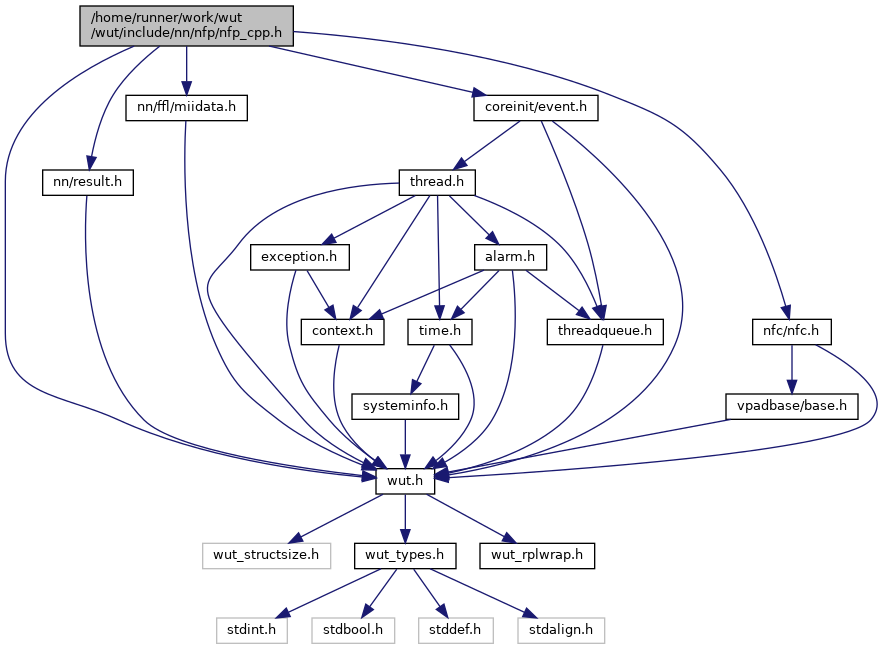 /home/runner/work/wut
/wut/include/nn/nfp/nfp_cpp.h
nn/ffl/miidata.h
coreinit/event.h
nn/result.h
thread.h
exception.h
alarm.h
context.h
time.h
threadqueue.h
nfc/nfc.h
systeminfo.h
vpadbase/base.h
wut.h
wut_structsize.h
wut_types.h
wut_rplwrap.h
stdint.h
stdbool.h
stddef.h
stdalign.h